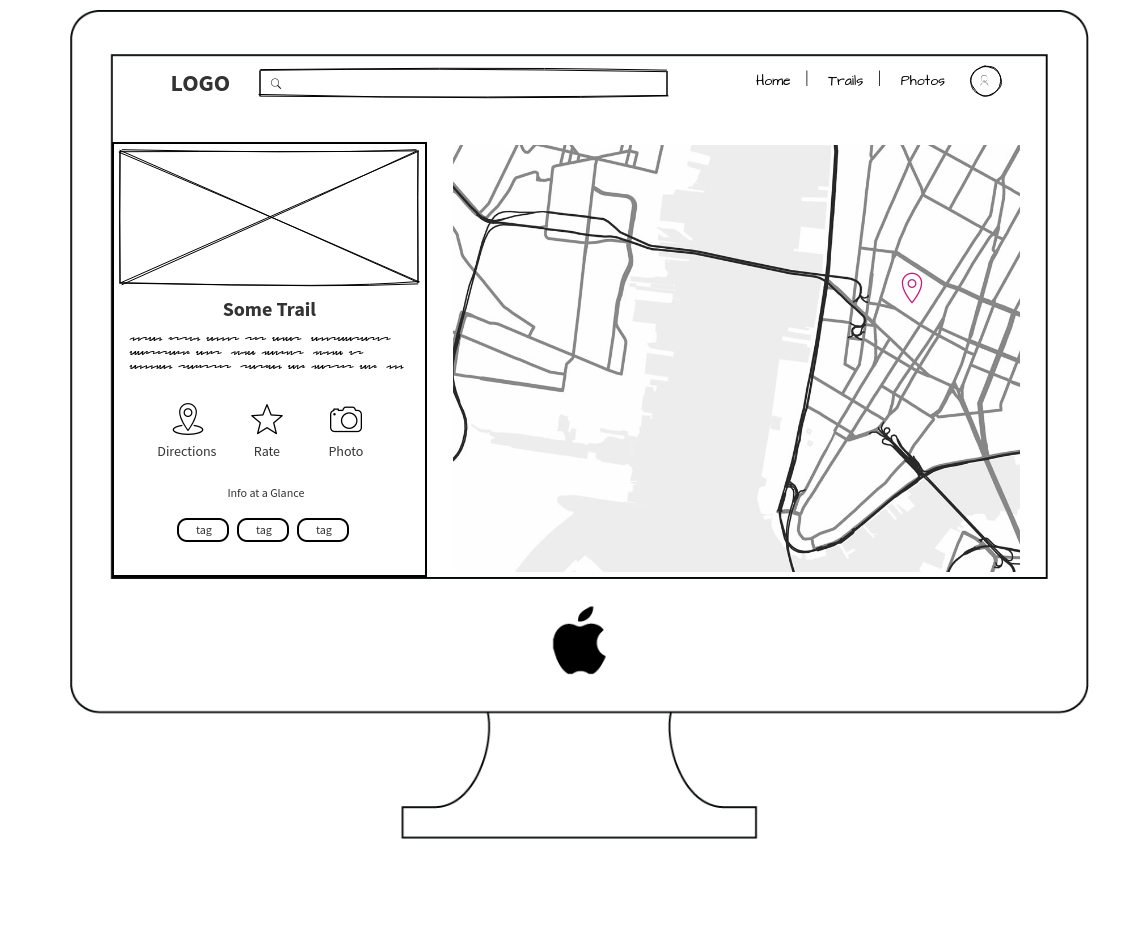 LOGO
Home Trails Photos
Some Trail
Directions Rate Photo
Info at a Glance
tag tag tag